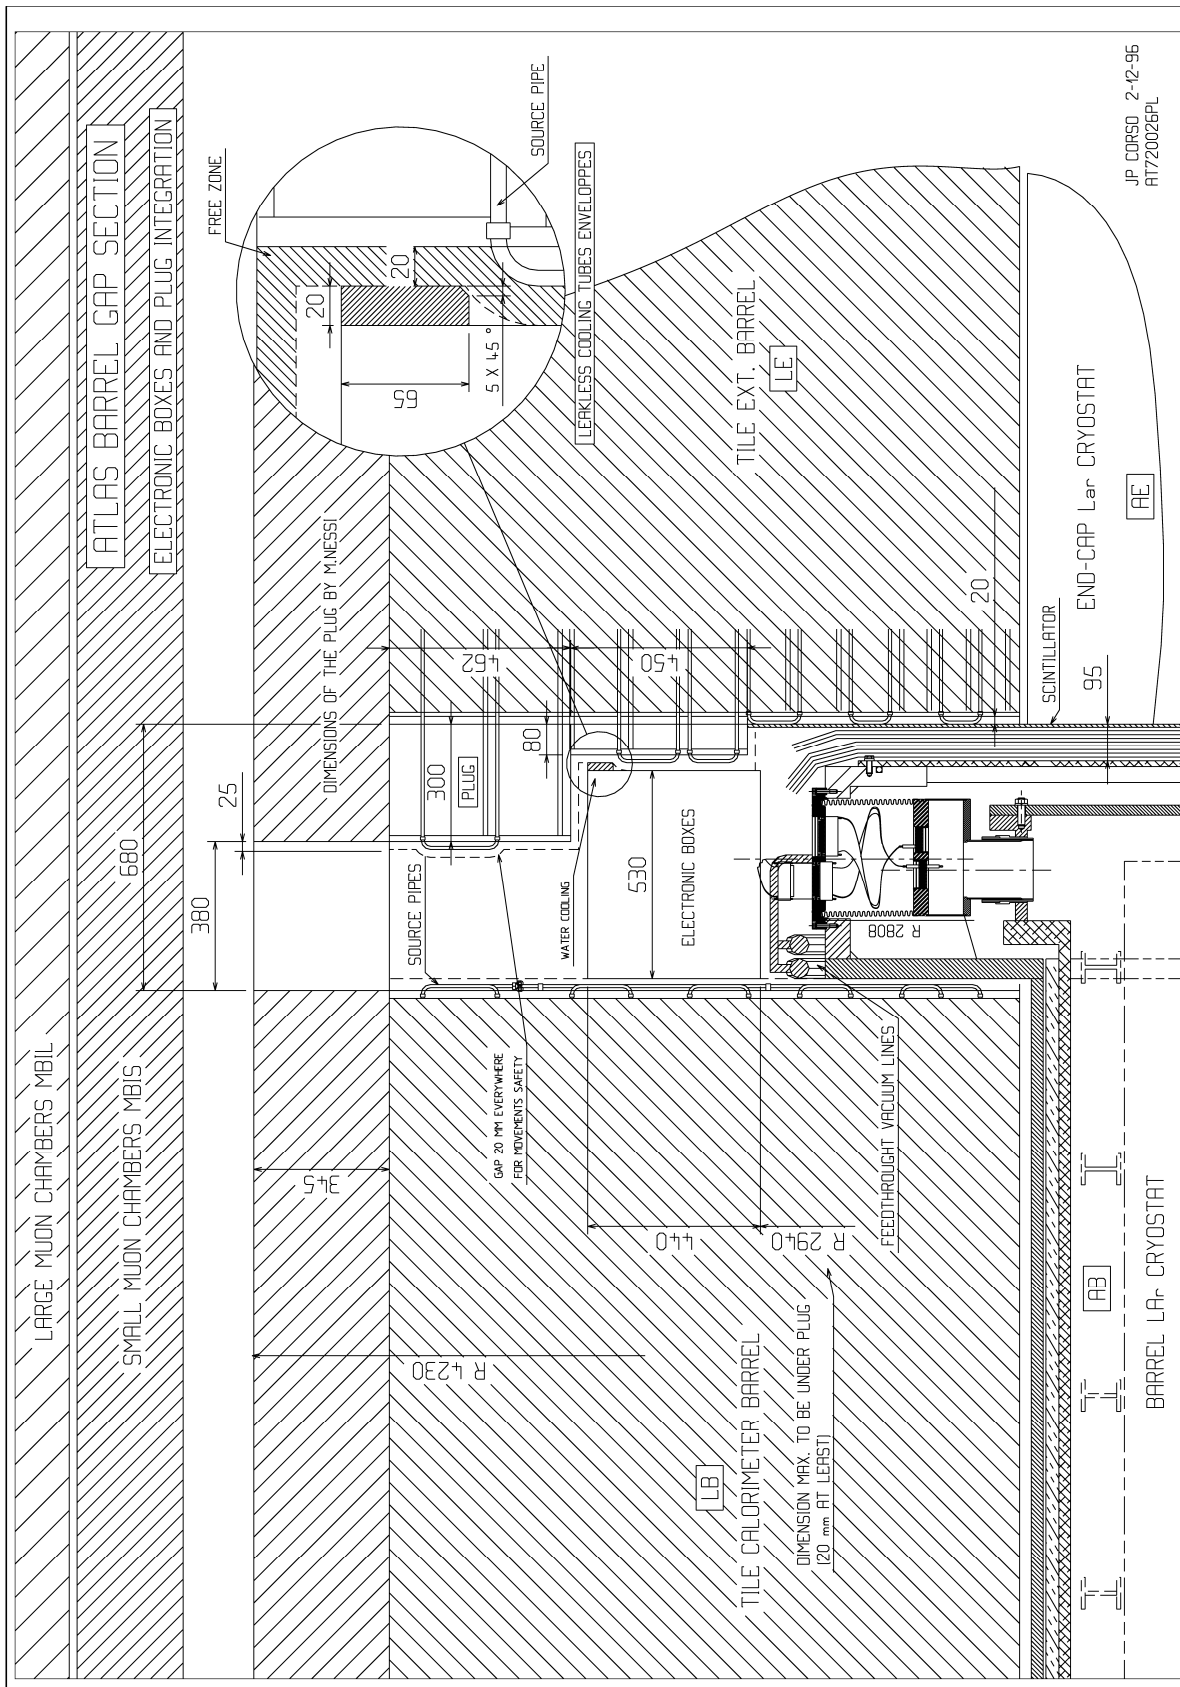 LARGE MUON CHAMBERS MBIL
SMALL MUON CHAMBERS MBIS
ATLAS BARREL GAP SECTION
ELECTRONIC BOXES AND PLUG INTEGRATION
FREE ZONE
SOURCE PIPE
20
20
65
5 X 45°
LEAKLESS COOLING TUBES ENVELOPPES
DIMENSIONS OF THE PLUG BY M.NESSI
680
380
25
345
R 4230
SOURCE PIPES
300
PLUG
462
80
450
GAP 20 MM EVERYWHERE
FOR MOVEMENTS SAFETY
WATER COOLING
530
ELECTRONIC BOXES
440
R 2940
TILE EXT. BARREL
LE
LB
TILE CALORIMETER BARREL
DIMENSION MAX. TO BE UNDER PLUG
(20 mm AT LEAST)
FEEDTHROUGHT VACUUM LINES
R 2808
20
SCINTILLATOR
95
END-CAP Lar CRYOSTAT
AE
AB
BARREL LAr CRYOSTAT
JP CORSO 2-12-96
AT720026PL